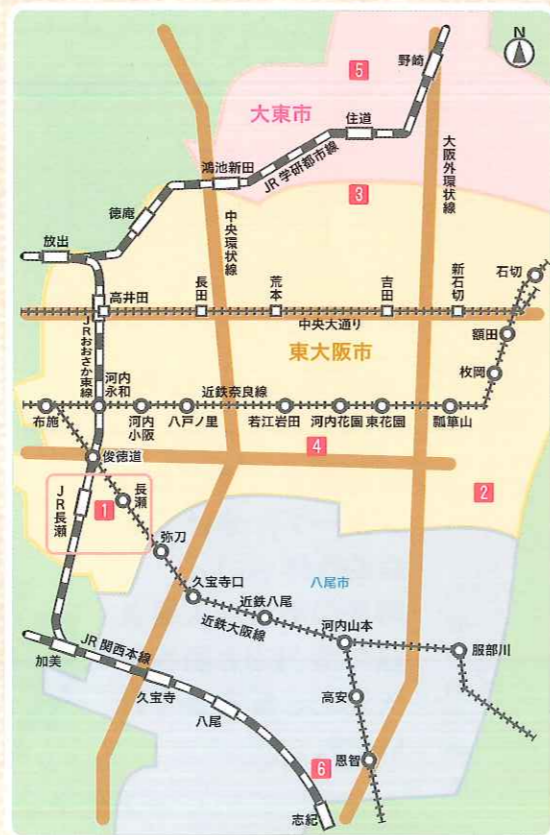 N
野崎
5
大東市
住道
大阪外環状線
鴻池新田
JR学研都市線
3
徳庵
中央環状線
放出
石切
高井田
長田
荒本
吉田
新石切
中央大通り
額田
JRおおさか東線
東大阪市
枚岡
河内永和
近鉄奈良線
布施
河内小阪
八戸ノ里
若江岩田
河内花園
東花園
瓢箪山
俊徳道
4
2
JR長瀬
1
長瀬
弥刀
久宝寺口
八尾市
近鉄八尾
近鉄大阪線
河内山本
服部川
JR関西本線
加美
久宝寺
高安
八尾
恩智
6
志紀